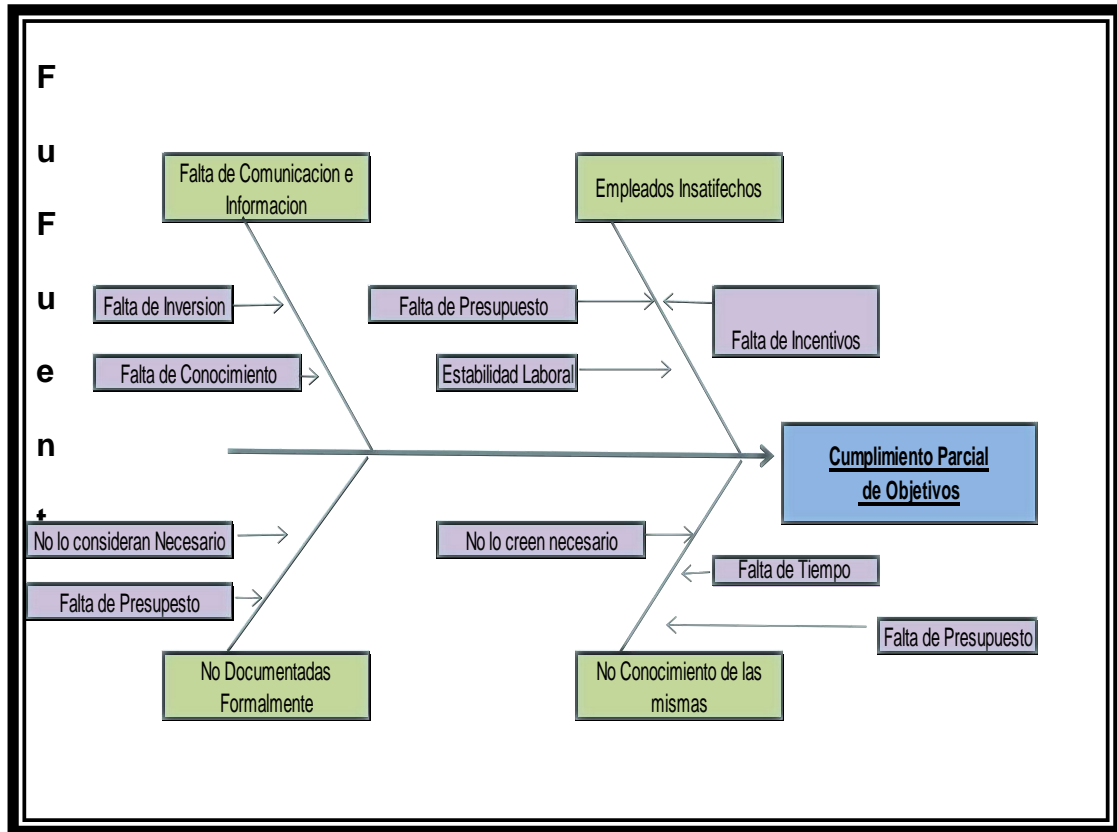 F
u
F
u
e
n
t
Falta de Comunicacion e
Informacion
Empleados Insatifechos
Falta de Inversion
Falta de Presupuesto
Falta de Incentivos
Falta de Conocimiento
Estabilidad Laboral
Cumplimiento Parcial
de Objetivos
No lo consideran Necesario
No lo creen necesario
Falta de Tiempo
Falta de Presupesto
Falta de Presupuesto
No Documentadas
Formalmente
No Conocimiento de las
mismas